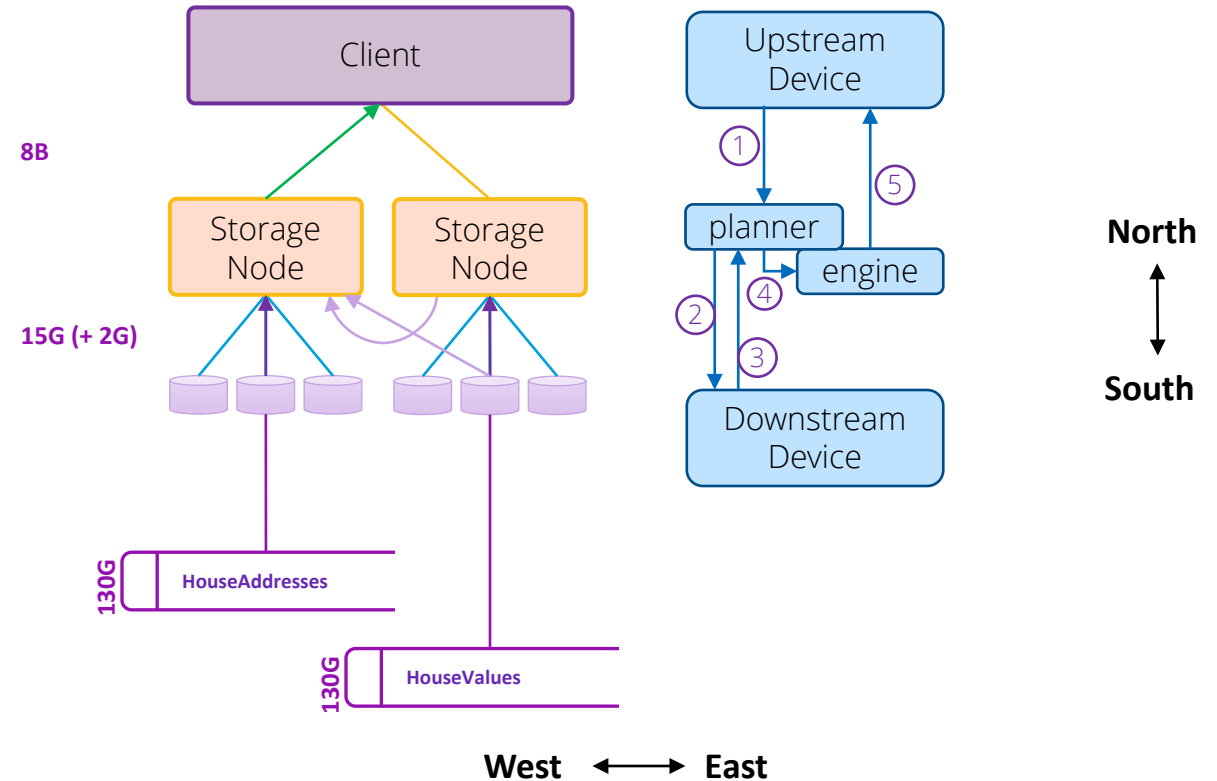 Client
8B
Storage
Node
Storage
Node
15G (+ 2G)
130G
HouseAddresses
130G
HouseValues
Upstream
Device
1
5
planner
engine
4
2
3
Downstream
Device
North
South
West
East